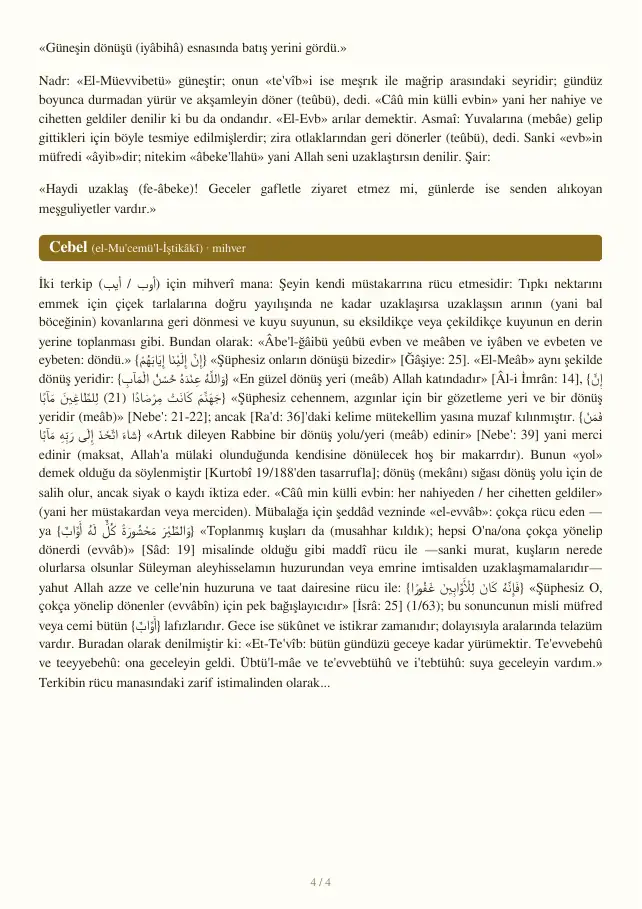 «Güneşin dönüşü (iyâbihâ) esnasında batış yerini gördü.»
Nadr: «El-Müevvibetü» güneştir; onun «te'vîb»i ise meşrık ile mağrip arasındaki seyridir; gündüz
boyunca durmadan yürür ve akşamleyin döner (teûbü), dedi. «Câû min külli evbin» yani her nahiye ve
cihetten geldiler denilir ki bu da ondandır. «El-Evb» arılar demektir. Asmaî: Yuvalarına (mebâe) gelip
gittikleri için böyle tesmiye edilmişlerdir; zira otlaklarından geri dönerler (teûbü), dedi. Sanki «evb»in
müfredi «âyib»dir; nitekim «âbeke'llahü» yani Allah seni uzaklaştırsın denilir. Şair:
«Haydi uzaklaş (fe-âbeke)! Geceler gafletle ziyaret etmez mi, günlerde ise senden alıkoyan
meşguliyetler vardır.»
Cebel (el-Mu'cemü'l-İştikâkî) · mihver
İki terkip (أوب / أيب) için mihverî mana: Şeyin kendi müstakarrına rücu etmesidir: Tıpkı nektarını
emmek için çiçek tarlalarına doğru yayılışında ne kadar uzaklaşırsa uzaklaşsın arının (yani bal
böceğinin) kovanlarına geri dönmesi ve kuyu suyunun, su eksildikçe veya çekildikçe kuyunun en derin
yerine toplanması gibi. Bundan olarak: «Âbe'l-ğâibü yeûbü evben ve meâben ve iyâben ve evbeten ve
eybeten: döndü.» {إِنَّ إِلَيْنَا إِيَابَهُمْ} «Şüphesiz onların dönüşü bizedir» [Ğâşiye: 25]. «El-Meâb» aynı şekilde
dönüş yeridir: {وَاللَّهُ عِنْدَهُ حُسْنُ الْمَآبِ} «En güzel dönüş yeri (meâb) Allah katındadır» [Âl-i İmrân: 14], {إِنَّ
جَهَنَّمَ كَانَتْ مِرْصَادًا (21) لِلطَّاغِينَ مَآبًا} «Şüphesiz cehennem, azgınlar için bir gözetleme yeri ve bir dönüş
yeridir (meâb)» [Nebe': 21-22]; ancak [Ra'd: 36]'daki kelime mütekellim yasına muzaf kılınmıştır. {فَمَنْ
شَاءَ اتَّخَذَ إِلَى رَبِّهِ مَآبًا} «Artık dileyen Rabbine bir dönüş yolu/yeri (meâb) edinir» [Nebe': 39] yani merci
edinir (maksat, Allah'a mülaki olunduğunda kendisine dönülecek hoş bir makarrdır). Bunun «yol»
demek olduğu da söylenmiştir [Kurtobî 19/188'den tasarrufla]; dönüş (mekânı) sığası dönüş yolu için de
salih olur, ancak siyak o kaydı iktiza eder. «Câû min külli evbin: her nahiyeden / her cihetten geldiler»
(yani her müstakardan veya merciden). Mübalağa için şeddâd vezninde «el-evvâb»: çokça rücu eden —
ya {وَالطَّيْرَ مَحْشُورَةً كُلٌّ لَهُ أَوَّابٌ} «Toplanmış kuşları da (musahhar kıldık); hepsi O'na/ona çokça yönelip
dönerdi (evvâb)» [Sâd: 19] misalinde olduğu gibi maddî rücu ile —sanki murat, kuşların nerede
olurlarsa olsunlar Süleyman aleyhisselamın huzurundan veya emrine imtisalden uzaklaşmamalarıdır—
yahut Allah azze ve celle'nin huzuruna ve taat dairesine rücu ile: {فَإِنَّهُ كَانَ لِلْأَوَّابِينَ غَفُورًا} «Şüphesiz O,
çokça yönelip dönenler (evvâbîn) için pek bağışlayıcıdır» [İsrâ: 25] (1/63); bu sonuncunun misli müfred
veya cemi bütün {أَوَّابٌ} lafızlarıdır. Gece ise sükûnet ve istikrar zamanıdır; dolayısıyla aralarında telazüm
vardır. Buradan olarak denilmiştir ki: «Et-Te'vîb: bütün gündüzü geceye kadar yürümektir. Te'evvebehû
ve teeyyebehû: ona geceleyin geldi. Übtü'l-mâe ve te'evvebtühû ve i'tebtühû: suya geceleyin vardım.»
Terkibin rücu manasındaki zarif istimalinden olarak...
4 / 4